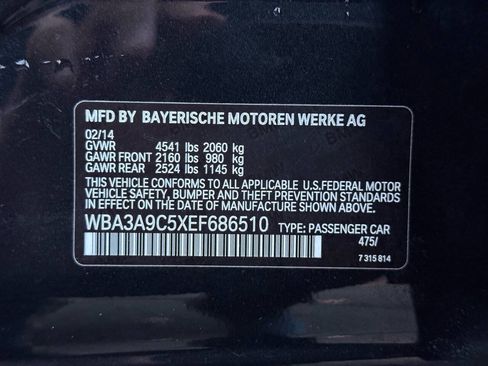 MFD BY BAYERISCHE MOTOREN WERKE AG
02/14
GVWR 4541 lbs 2060 kg
GAWR FRONT 2160 lbs 980 kg
GAWR REAR 2524 lbs 1145 kg
THIS VEHICLE CONFORMS TO ALL APPLICABLE U.S.FEDERAL MOTOR
VEHICLE SAFETY, BUMPER AND THEFT PREVENTION STANDARDS
IN EFFECT ON THE DATE OF MANUFACTURE SHOWN ABOVE.
WBA3A9C5XEF686510 TYPE: PASSENGER CAR
475/
7 315 814